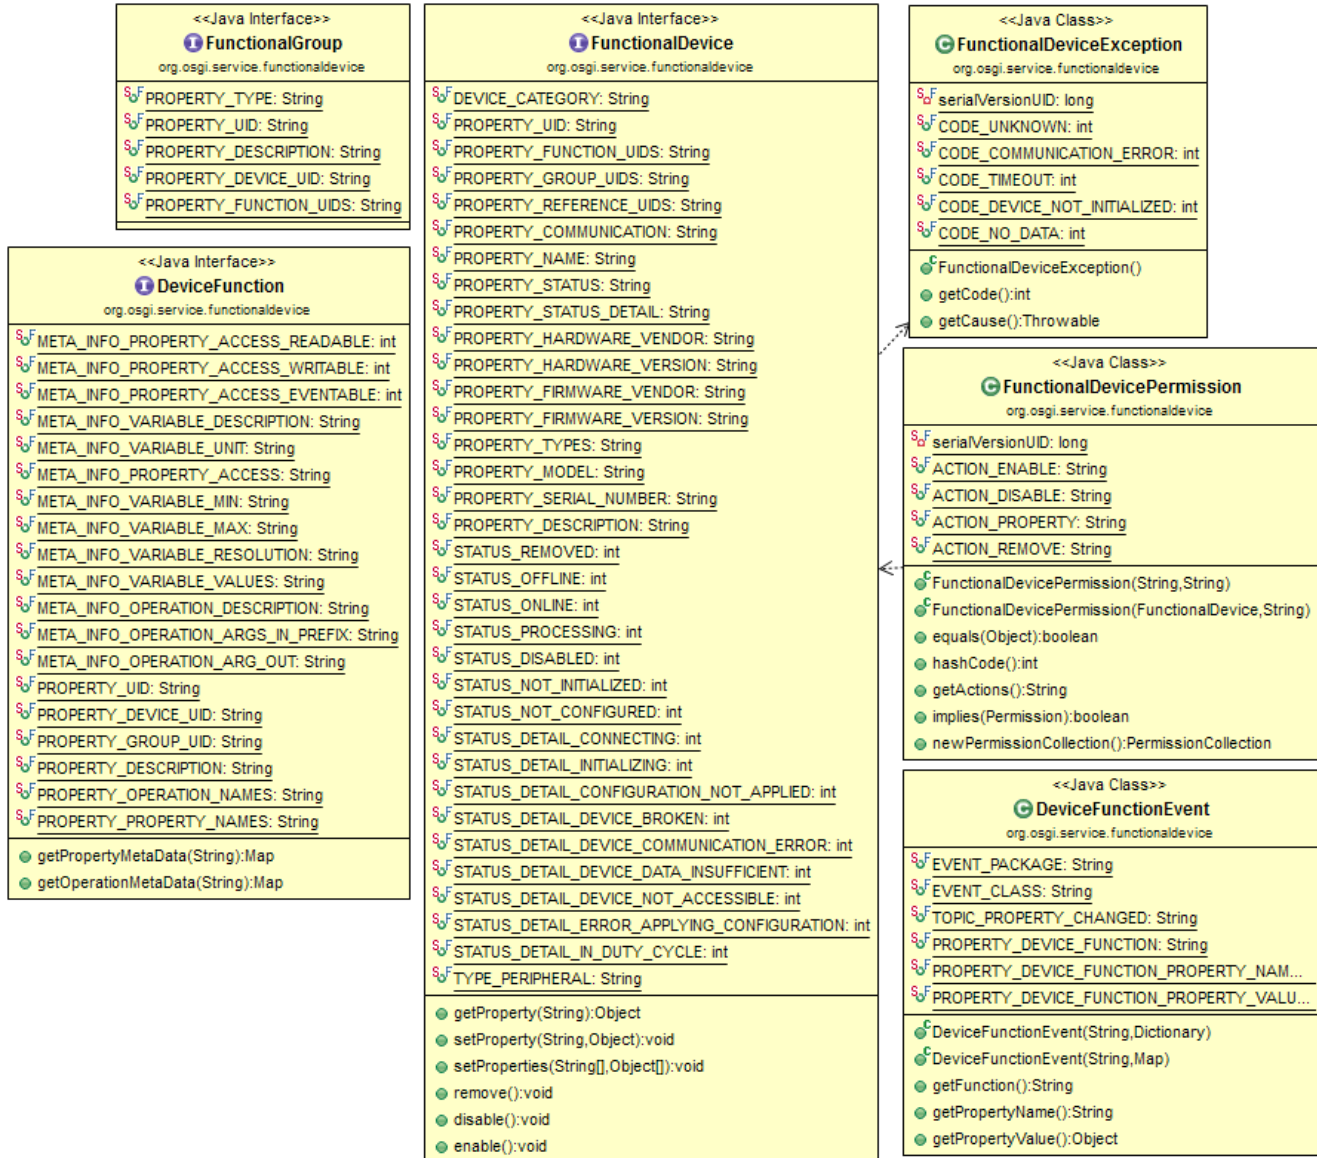 <<Java Interface>>
FunctionalGroup
org.osgi.service.functionaldevice
PROPERTY_TYPE: String
PROPERTY_UID: String
PROPERTY_DESCRIPTION: String
PROPERTY_DEVICE_UID: String
PROPERTY_FUNCTION_UIDS: String
<<Java Interface>>
DeviceFunction
org.osgi.service.functionaldevice
META_INFO_PROPERTY_ACCESS_READABLE: int
META_INFO_PROPERTY_ACCESS_WRITABLE: int
META_INFO_PROPERTY_ACCESS_EVENTABLE: int
META_INFO_VARIABLE_DESCRIPTION: String
META_INFO_VARIABLE_UNIT: String
META_INFO_PROPERTY_ACCESS: String
META_INFO_VARIABLE_MIN: String
META_INFO_VARIABLE_MAX: String
META_INFO_VARIABLE_RESOLUTION: String
META_INFO_VARIABLE_VALUES: String
META_INFO_OPERATION_DESCRIPTION: String
META_INFO_OPERATION_ARGS_IN_PREFIX: String
META_INFO_OPERATION_ARG_OUT: String
PROPERTY_UID: String
PROPERTY_DEVICE_UID: String
PROPERTY_GROUP_UID: String
PROPERTY_DESCRIPTION: String
PROPERTY_OPERATION_NAMES: String
PROPERTY_PROPERTY_NAMES: String
getPropertyMetaData(String):Map
getOperationMetaData(String):Map
<<Java Interface>>
FunctionalDevice
org.osgi.service.functionaldevice
DEVICE_CATEGORY: String
PROPERTY_UID: String
PROPERTY_FUNCTION_UIDS: String
PROPERTY_GROUP_UIDS: String
PROPERTY_REFERENCE_UIDS: String
PROPERTY_COMMUNICATION: String
PROPERTY_NAME: String
PROPERTY_STATUS: String
PROPERTY_STATUS_DETAIL: String
PROPERTY_HARDWARE_VENDOR: String
PROPERTY_HARDWARE_VERSION: String
PROPERTY_FIRMWARE_VENDOR: String
PROPERTY_FIRMWARE_VERSION: String
PROPERTY_TYPES: String
PROPERTY_MODEL: String
PROPERTY_SERIAL_NUMBER: String
PROPERTY_DESCRIPTION: String
STATUS_REMOVED: int
STATUS_OFFLINE: int
STATUS_ONLINE: int
STATUS_PROCESSING: int
STATUS_DISABLED: int
STATUS_NOT_INITIALIZED: int
STATUS_NOT_CONFIGURED: int
STATUS_DETAIL_CONNECTING: int
STATUS_DETAIL_INITIALIZING: int
STATUS_DETAIL_CONFIGURATION_NOT_APPLIED: int
STATUS_DETAIL_DEVICE_BROKEN: int
STATUS_DETAIL_DEVICE_COMMUNICATION_ERROR: int
STATUS_DETAIL_DEVICE_DATA_INSUFFICIENT: int
STATUS_DETAIL_DEVICE_NOT_ACCESSIBLE: int
STATUS_DETAIL_ERROR_APPLYING_CONFIGURATION: int
STATUS_DETAIL_IN_DUTY_CYCLE: int
TYPE_PERIPHERAL: String
getProperty(String):Object
setProperty(String,Object):void
setProperties(String[],Object[]):void
remove():void
disable():void
enable():void
<<Java Class>>
FunctionalDeviceException
org.osgi.service.functionaldevice
serialVersionUID: long
CODE_UNKNOWN: int
CODE_COMMUNICATION_ERROR: int
CODE_TIMEOUT: int
CODE_DEVICE_NOT_INITIALIZED: int
CODE_NO_DATA: int
FunctionalDeviceException()
getCode():int
getCause():Throwable
<<Java Class>>
FunctionalDevicePermission
org.osgi.service.functionaldevice
serialVersionUID: long
ACTION_ENABLE: String
ACTION_DISABLE: String
ACTION_PROPERTY: String
ACTION_REMOVE: String
FunctionalDevicePermission(String,String)
FunctionalDevicePermission(FunctionalDevice,String)
equals(Object):boolean
hashCode():int
getActions():String
implies(Permission):boolean
newPermissionCollection():PermissionCollection
<<Java Class>>
DeviceFunctionEvent
org.osgi.service.functionaldevice
EVENT_PACKAGE: String
EVENT_CLASS: String
TOPIC_PROPERTY_CHANGED: String
PROPERTY_DEVICE_FUNCTION: String
PROPERTY_DEVICE_FUNCTION_PROPERTY_NAM...
PROPERTY_DEVICE_FUNCTION_PROPERTY_VALU...
DeviceFunctionEvent(String,Dictionary)
DeviceFunctionEvent(String,Map)
getFunction():String
getPropertyName():String
getPropertyValue():Object